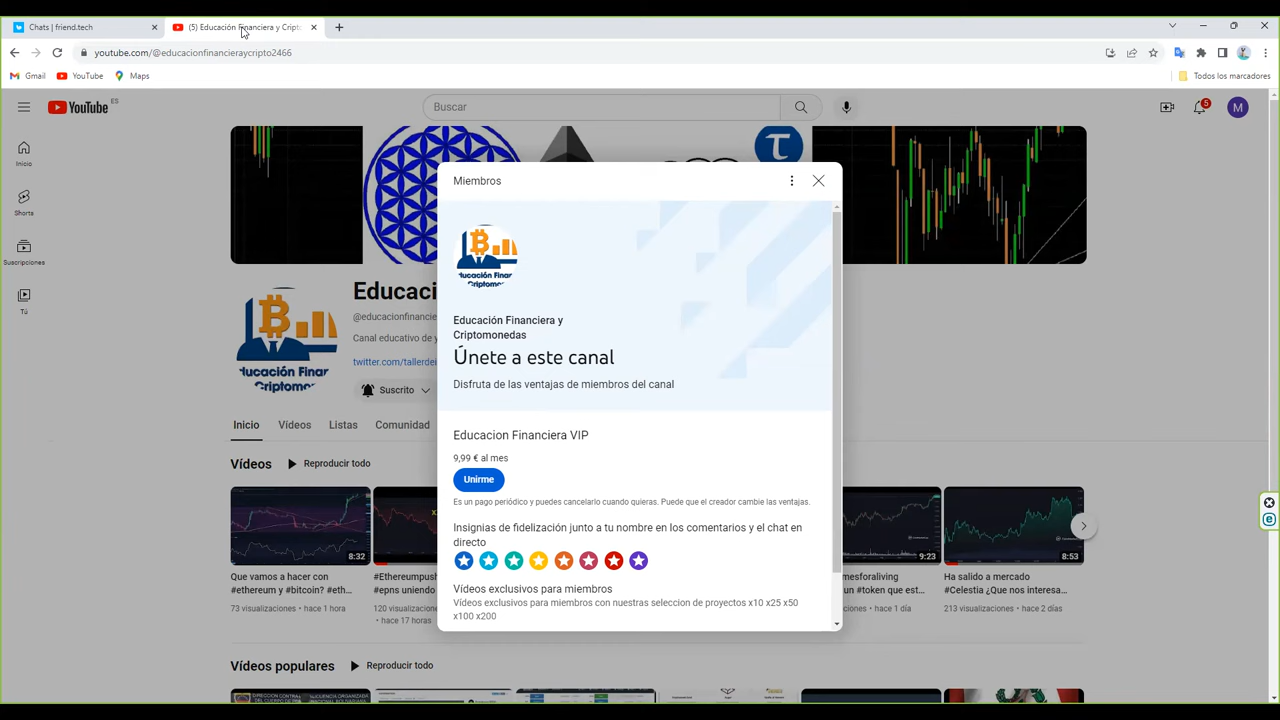 Chats | friend.tech
(5) Educación Financiera y Cripto
youtube.com/@educacionfinancieraycripto2466
Gmail
YouTube
Maps
Todos los marcadores
YouTube ES
Buscar
5
M
Inicio
Shorts
Suscripciones
Tú
Miembros
Educación Financiera y
Criptomonedas
Únete a este canal
Disfruta de las ventajas de miembros del canal
Educacion Financiera VIP
9,99 € al mes
Unirme
Es un pago periódico y puedes cancelarlo cuando quieras. Puede que el creador cambie las ventajas.
Insignias de fidelización junto a tu nombre en los comentarios y el chat en
directo
Vídeos exclusivos para miembros
Vídeos exclusivos para miembros con nuestras seleccion de proyectos x10 x25 x50
x100 x200
Educaci
@educacionfinancie
Canal educativo de y
twitter.com/tallerdei
Suscrito
ducación Finar
Criptomor
Inicio
Vídeos
Listas
Comunidad
Vídeos
Reproducir todo
8:32
9:23
8:53
Que vamos a hacer con
#ethereum y #bitcoin? #eth...
73 visualizaciones • hace 1 hora
#Ethereumpush
#epns uniendo
120 visualizaciones
hace 17 horas
mesforaliving
un #token que est...
• hace 1 día
Ha salido a mercado
#Celestia ¿Que nos interesa...
213 visualizaciones • hace 2 días
Vídeos populares
Reproducir todo